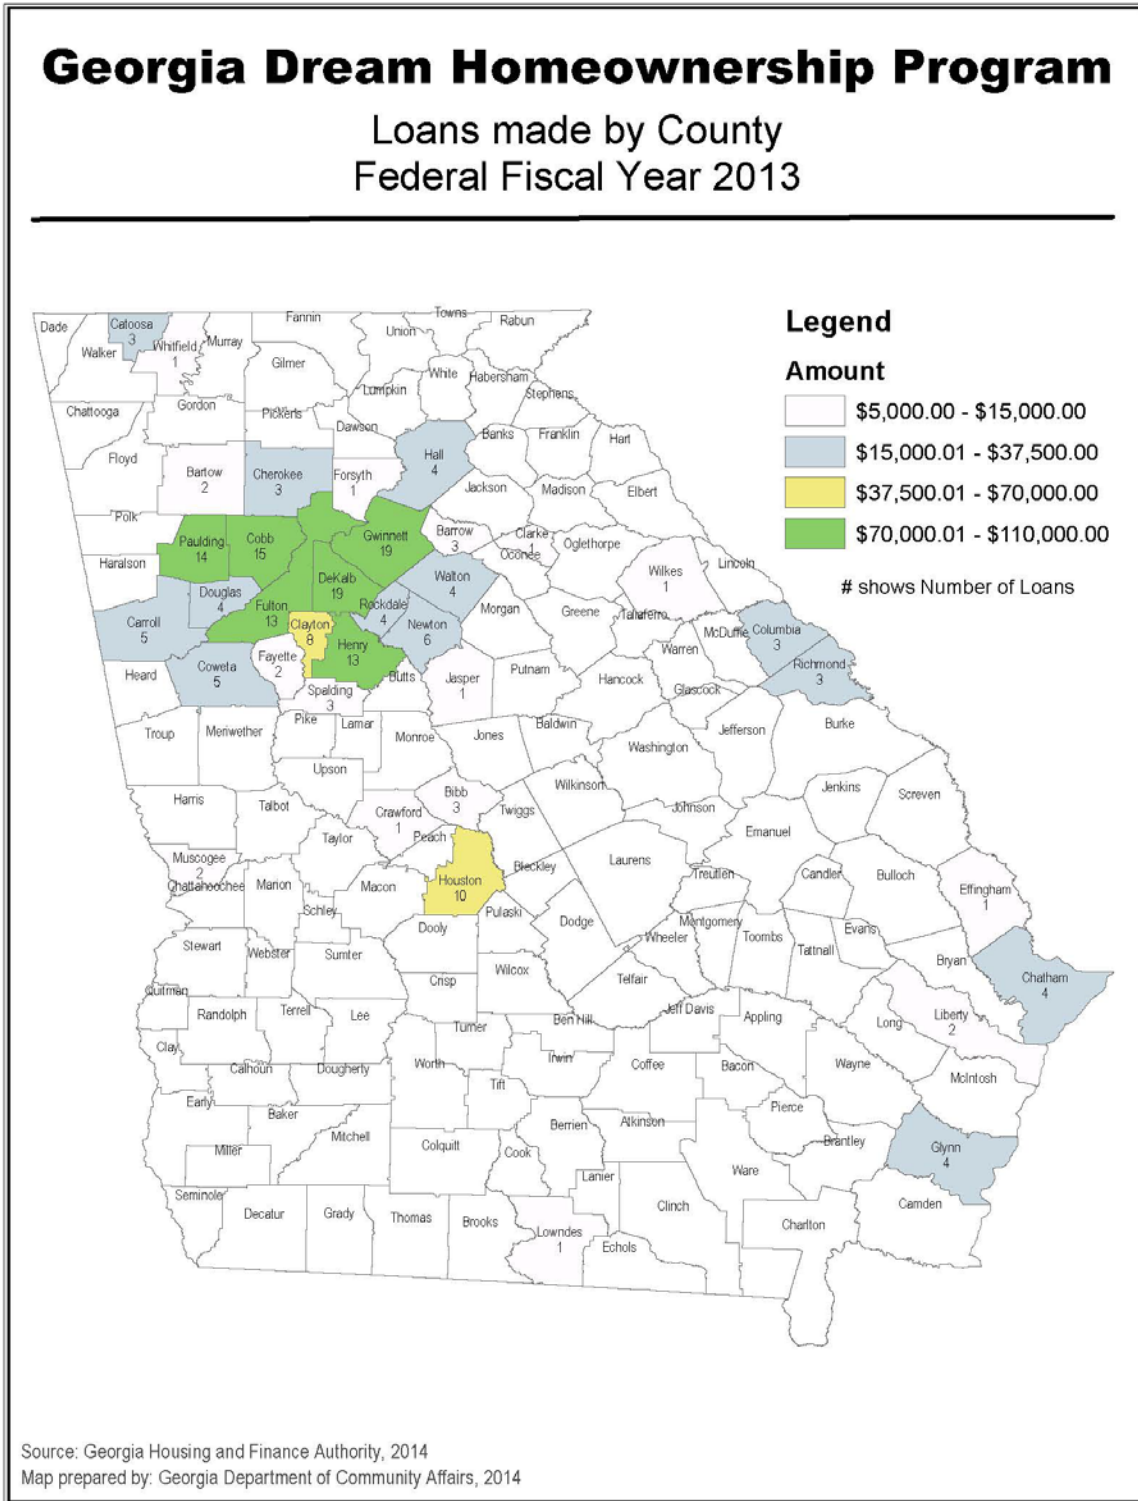 Georgia Dream Homeownership Program
Loans made by County
Federal Fiscal Year 2013
Legend
Amount
$5,000.00 - $15,000.00
$15,000.01 - $37,500.00
$37,500.01 - $70,000.00
$70,000.01 - $110,000.00
# shows Number of Loans
Dade
Catoosa
3
Walker
Whitfield
1
Murray
Fannin
Gilmer
Union
Towns
Rabun
White
Habersham
Lumpkin
Stephens
Chattooga
Gordon
Pickens
Dawson
Hall
4
Banks
Franklin
Hart
Floyd
Bartow
2
Cherokee
3
Forsyth
1
Jackson
Madison
Elbert
Polk
Paulding
14
Cobb
15
Gwinnett
19
Barrow
3
Clarke
Oconee
Oglethorpe
Haralson
Douglas
4
DeKalb
19
Walton
4
Wilkes
1
Lincoln
Carroll
5
Fulton
13
Clayton
8
Rockdale
4
Newton
6
Morgan
Greene
Taliaferro
McDuffie
Columbia
3
Richmond
3
Heard
Coweta
5
Fayette
2
Henry
13
Spalding
3
Butts
Jasper
1
Putnam
Hancock
Warren
Glascock
Troup
Meriwether
Pike
Lamar
Monroe
Jones
Baldwin
Washington
Jefferson
Burke
Upson
Bibb
3
Wilkinson
Twiggs
Johnson
Jenkins
Screven
Harris
Talbot
Crawford
1
Peach
Taylor
Emanuel
Muscogee
2
Chattahoochee
Marion
Macon
Houston
10
Bleckley
Laurens
Treutlen
Candler
Bulloch
Effingham
1
Schley
Pulaski
Dooly
Dodge
Wheeler
Montgomery
Toombs
Tattnall
Evans
Bryan
Chatham
4
Stewart
Webster
Sumter
Crisp
Wilcox
Telfair
Quitman
Randolph
Terrell
Lee
Turner
Ben Hill
Jeff Davis
Appling
Long
Liberty
2
Clay
Calhoun
Dougherty
Worth
Tift
Irwin
Coffee
Bacon
Wayne
McIntosh
Early
Baker
Mitchell
Colquitt
Cook
Berrien
Atkinson
Pierce
Brantley
Glynn
4
Miller
Lanier
Ware
Seminole
Decatur
Grady
Thomas
Brooks
Lowndes
1
Echols
Clinch
Charlton
Camden
Source: Georgia Housing and Finance Authority, 2014
Map prepared by: Georgia Department of Community Affairs, 2014